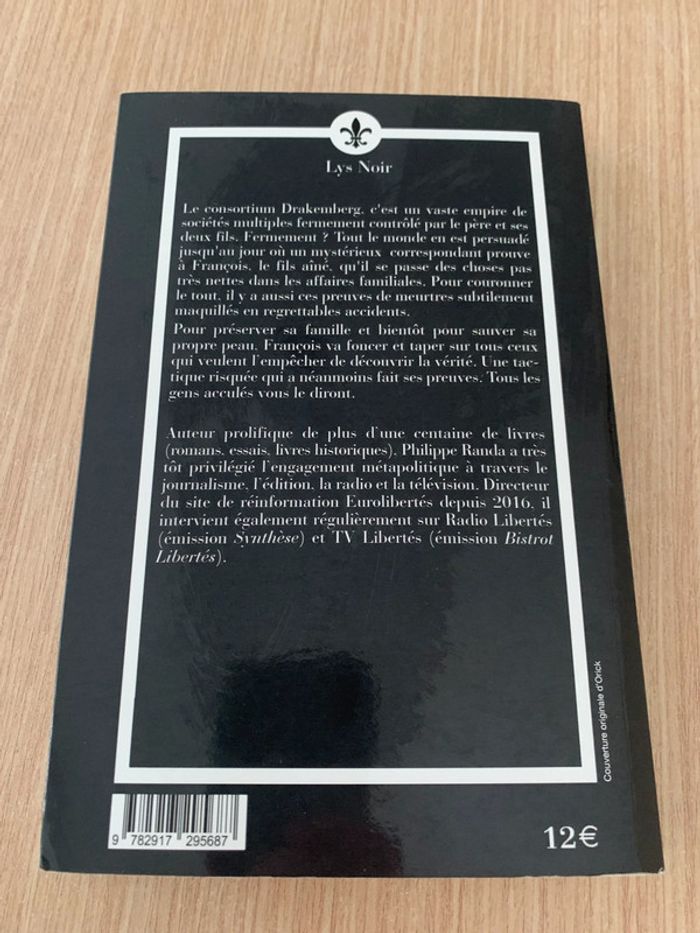 Lys Noir
Le consortium Drakemberg, c'est un vaste empire de
sociétés multiples fermement contrôlé par le père et ses
deux fils. Fermement ? Tout le monde en est persuadé
jusqu'au jour où un mystérieux correspondant prouve
à François, le fils aîné, qu'il se passe des choses pas
très nettes dans les affaires familiales. Pour couronner
le tout, il y a aussi ces preuves de meurtres subtilement
maquillés en regrettables accidents.
Pour préserver sa famille et bientôt pour sauver sa
propre peau, François va foncer et taper sur tous ceux
qui veulent l'empêcher de découvrir la vérité. Une tac-
tique risquée qui a néanmoins fait ses preuves. Tous les
gens acculés vous le diront.
Auteur prolifique de plus d'une centaine de livres
(romans, essais, livres historiques), Philippe Randa a très
tôt privilégié l'engagement métapolitique à travers le
journalisme, l'édition, la radio et la télévision. Directeur
du site de réinformation Eurolibertés depuis 2016, il
intervient également régulièrement sur Radio Libertés
(émission Synthèse) et TV Libertés (émission Bistrot
Libertés).
Couverture originale d'Orick
9 782917 295687
12€